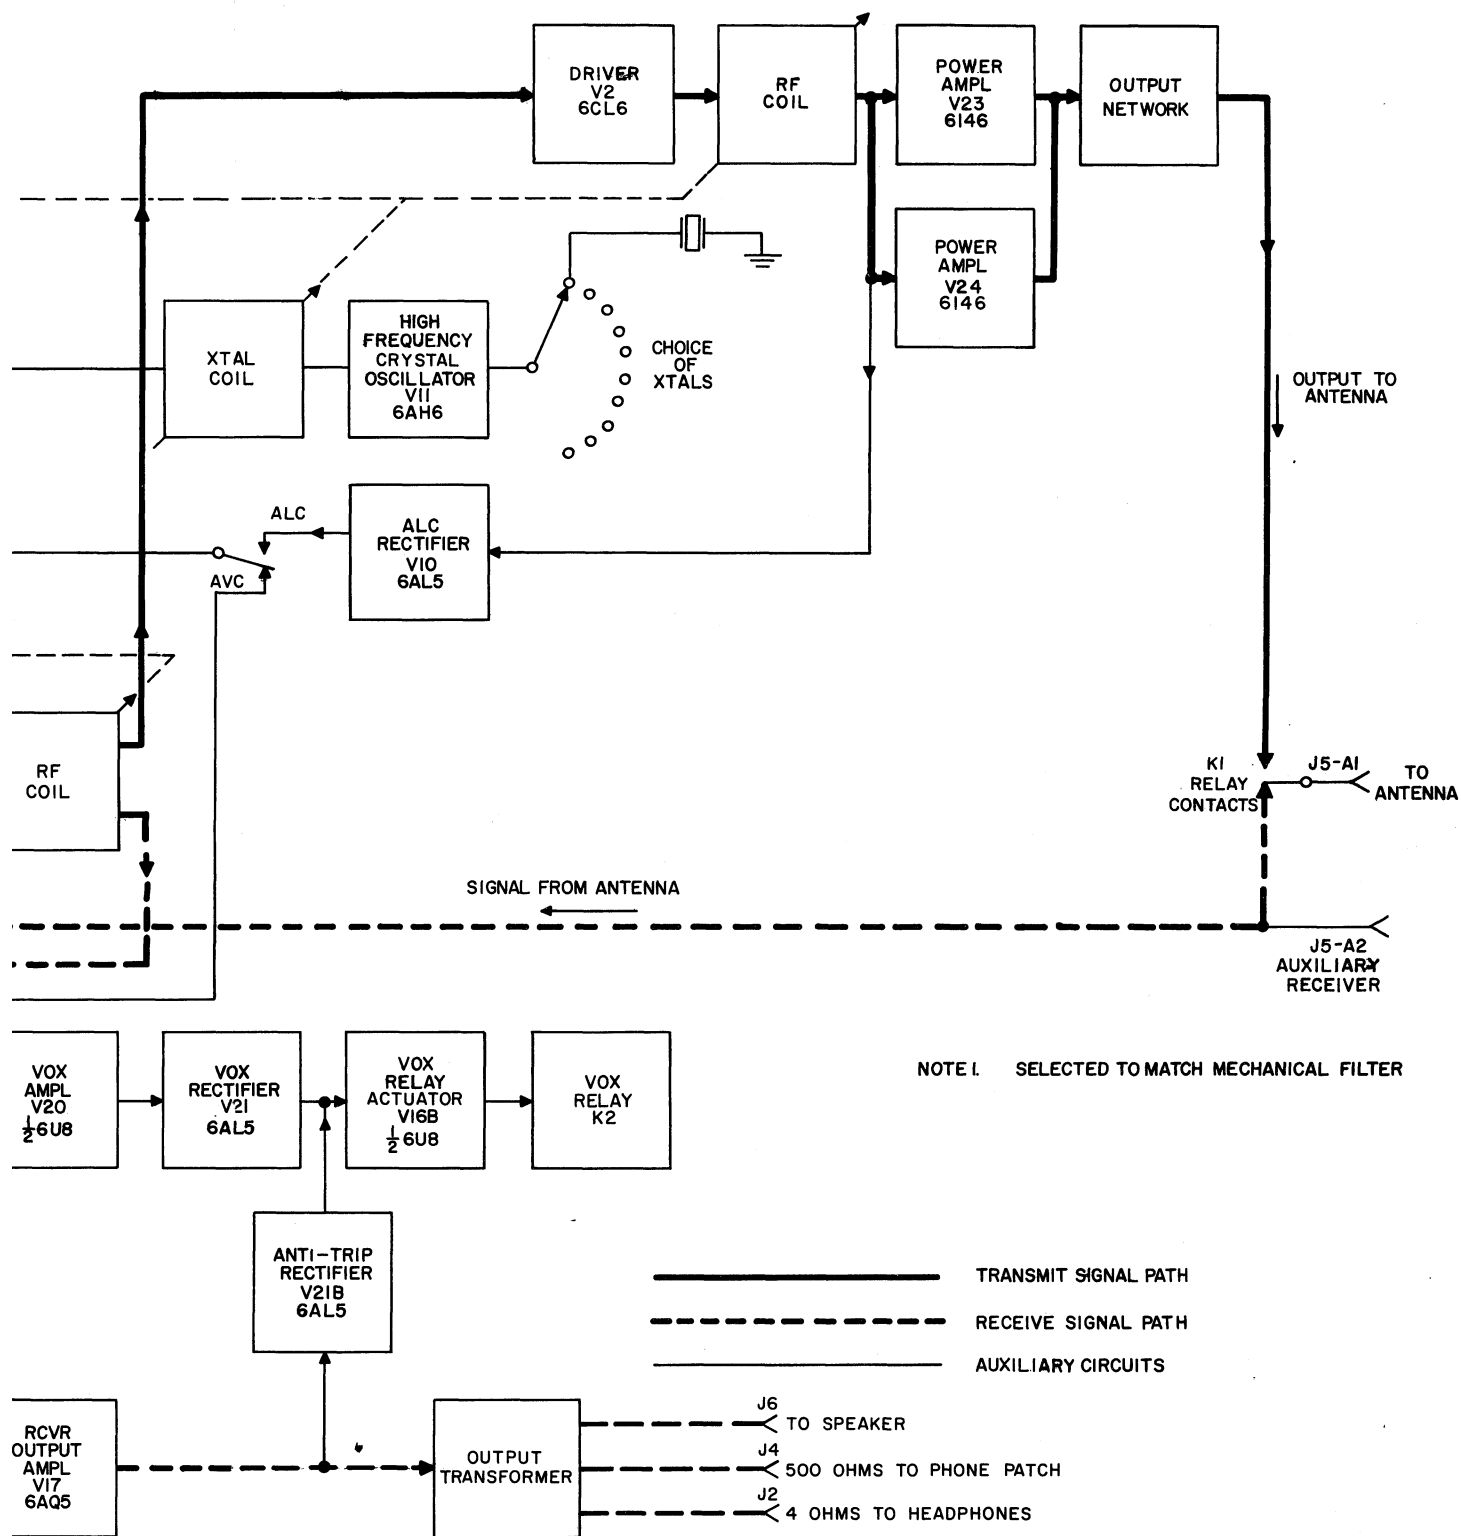 DRIVER
V2
6CL6
RF
COIL
POWER
AMPL
V23
6146
OUTPUT
NETWORK
POWER
AMPL
V24
6146
XTAL
COIL
HIGH
FREQUENCY
CRYSTAL
OSCILLATOR
V11
6AH6
CHOICE
OF
XTALS
OUTPUT TO
ANTENNA
ALC
ALC
RECTIFIER
V10
6AL5
AVC
RF
COIL
K1
RELAY
CONTACTS
J5-A1
TO
ANTENNA
SIGNAL FROM ANTENNA
J5-A2
AUXILIARY
RECEIVER
VOX
AMPL
V20
½6U8
VOX
RECTIFIER
V21
6AL5
VOX
RELAY
ACTUATOR
V16B
½6U8
VOX
RELAY
K2
NOTE 1. SELECTED TO MATCH MECHANICAL FILTER
ANTI-TRIP
RECTIFIER
V21B
6AL5
TRANSMIT SIGNAL PATH
RECEIVE SIGNAL PATH
AUXILIARY CIRCUITS
RCVR
OUTPUT
AMPL
V17
6AQ5
OUTPUT
TRANSFORMER
J6
TO SPEAKER
J4
500 OHMS TO PHONE PATCH
J2
4 OHMS TO HEADPHONES